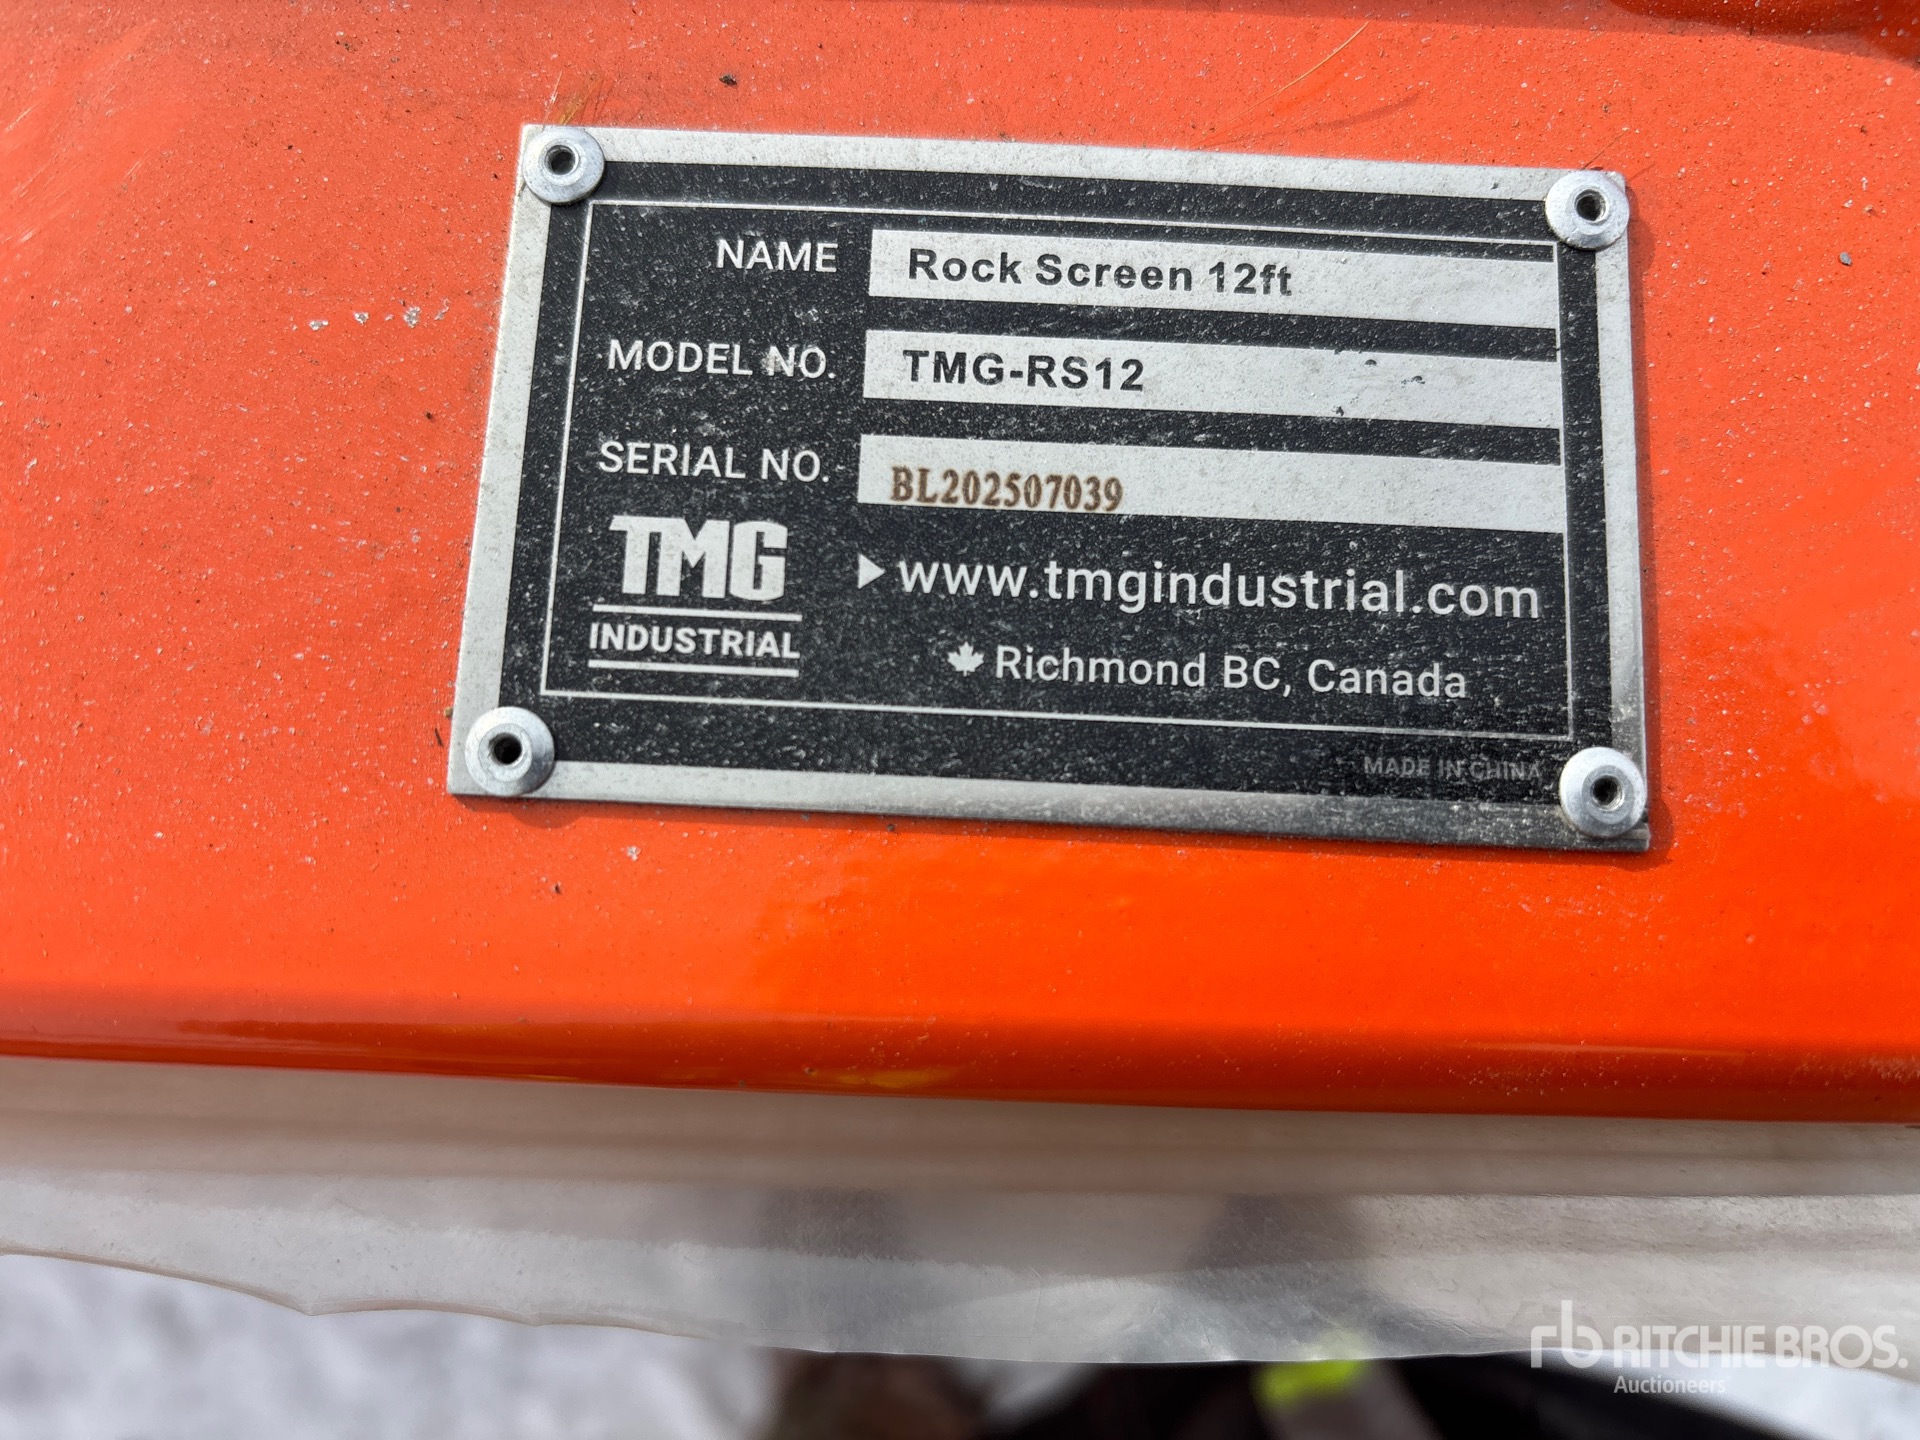 NAME Rock Screen 12ft
MODEL NO. TMG-RS12
SERIAL NO. BL202507039
TMG
INDUSTRIAL
www.tmgindustrial.com
Richmond BC, Canada
MADE IN CHINA
rb RITCHIE BROS.
Auctioneers